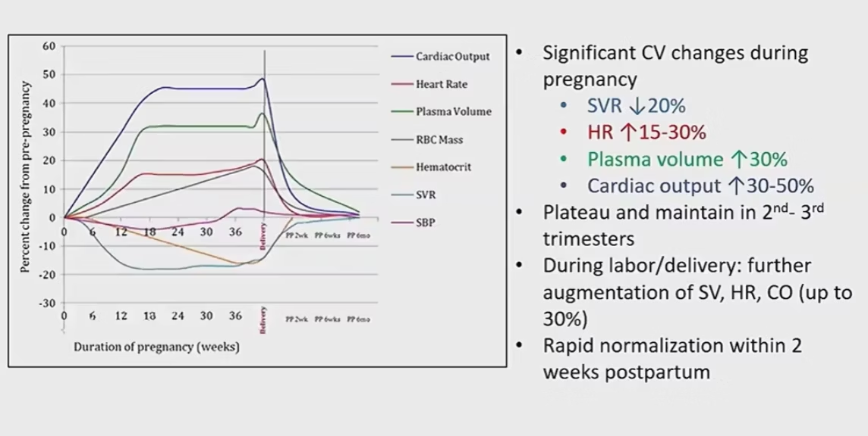 60
50
40
30
20
10
0
-10
-20
-30
Percent change from pre-pregnancy
0 6 12 18 24 30 36 Delivery PP 2wk PP 6wks PP 6mo
0 6 12 18 24 30 36 Delivery PP 2wk PP 6wks PP 6mo
Duration of pregnancy (weeks)
Cardiac Output
Heart Rate
Plasma Volume
RBC Mass
Hematocrit
SVR
SBP
• Significant CV changes during
pregnancy
• SVR ↓20%
• HR ↑15-30%
• Plasma volume ↑30%
• Cardiac output ↑30-50%
• Plateau and maintain in 2nd- 3rd
trimesters
• During labor/delivery: further
augmentation of SV, HR, CO (up to
30%)
• Rapid normalization within 2
weeks postpartum